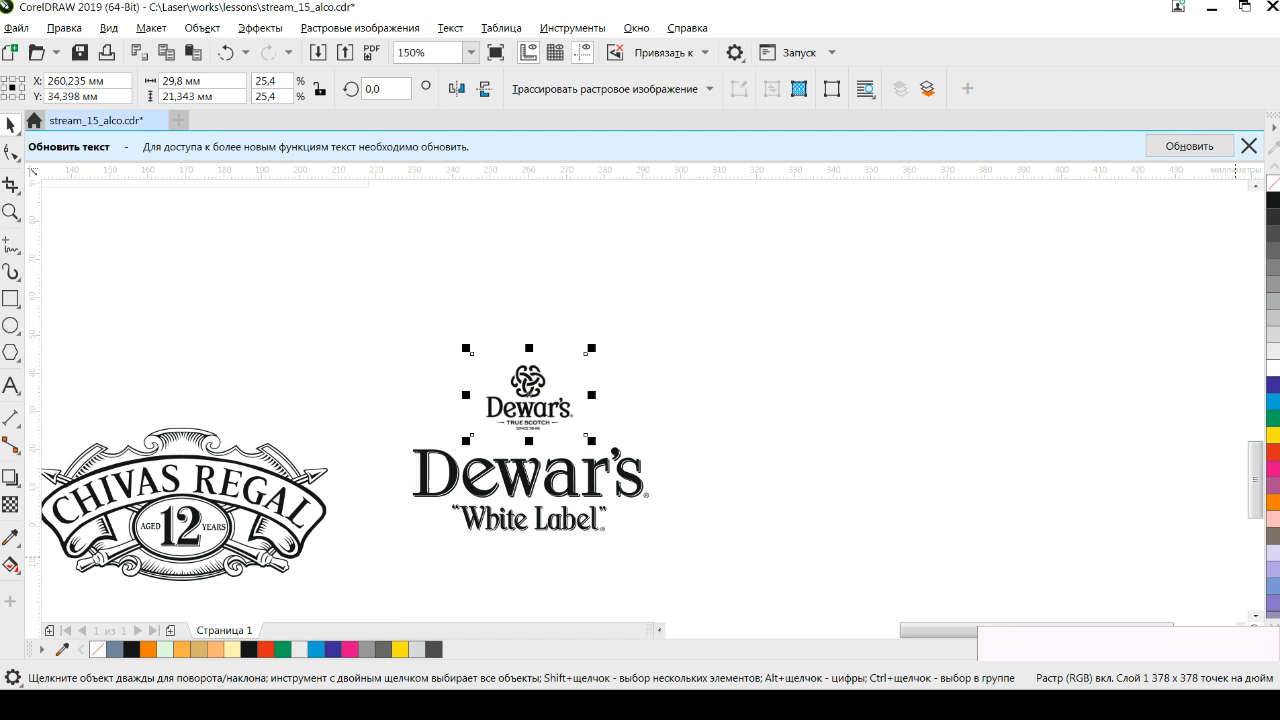 CorelDRAW 2019 (64-Bit) - C:\Laser\works\lessons\stream_15_alco.cdr*
Файл Правка Вид Макет Объект Эффекты Растровые изображения Текст Таблица Инструменты Окно Справка
PDF 150% Привязать к Запуск
X: 260,235 мм 29,8 мм 25,4 % 0,0 Трассировать растровое изображение
Y: 34,398 мм 21,343 мм 25,4 %
stream_15_alco.cdr*
Обновить текст - Для доступа к более новым функциям текст необходимо обновить. Обновить
140 150 160 170 180 190 200 210 220 230 240 250 260 270 280 290 300 310 320 330 340 350 360 370 380 390 400 410 420 430 миллиметры
Dewar's.
TRUE SCOTCH
SINCE 1846
Dewar's®
"White Label"
CHIVAS REGAL
AGED 12 YEARS
1 из 1 Страница 1
Щелкните объект дважды для поворота/наклона; инструмент с двойным щелчком выбирает все объекты; Shift+щелчок - выбор нескольких элементов; Alt+щелчок - цифры; Ctrl+щелчок - выбор в группе Растр (RGB) вкл. Слой 1 378 x 378 точек на дюйм